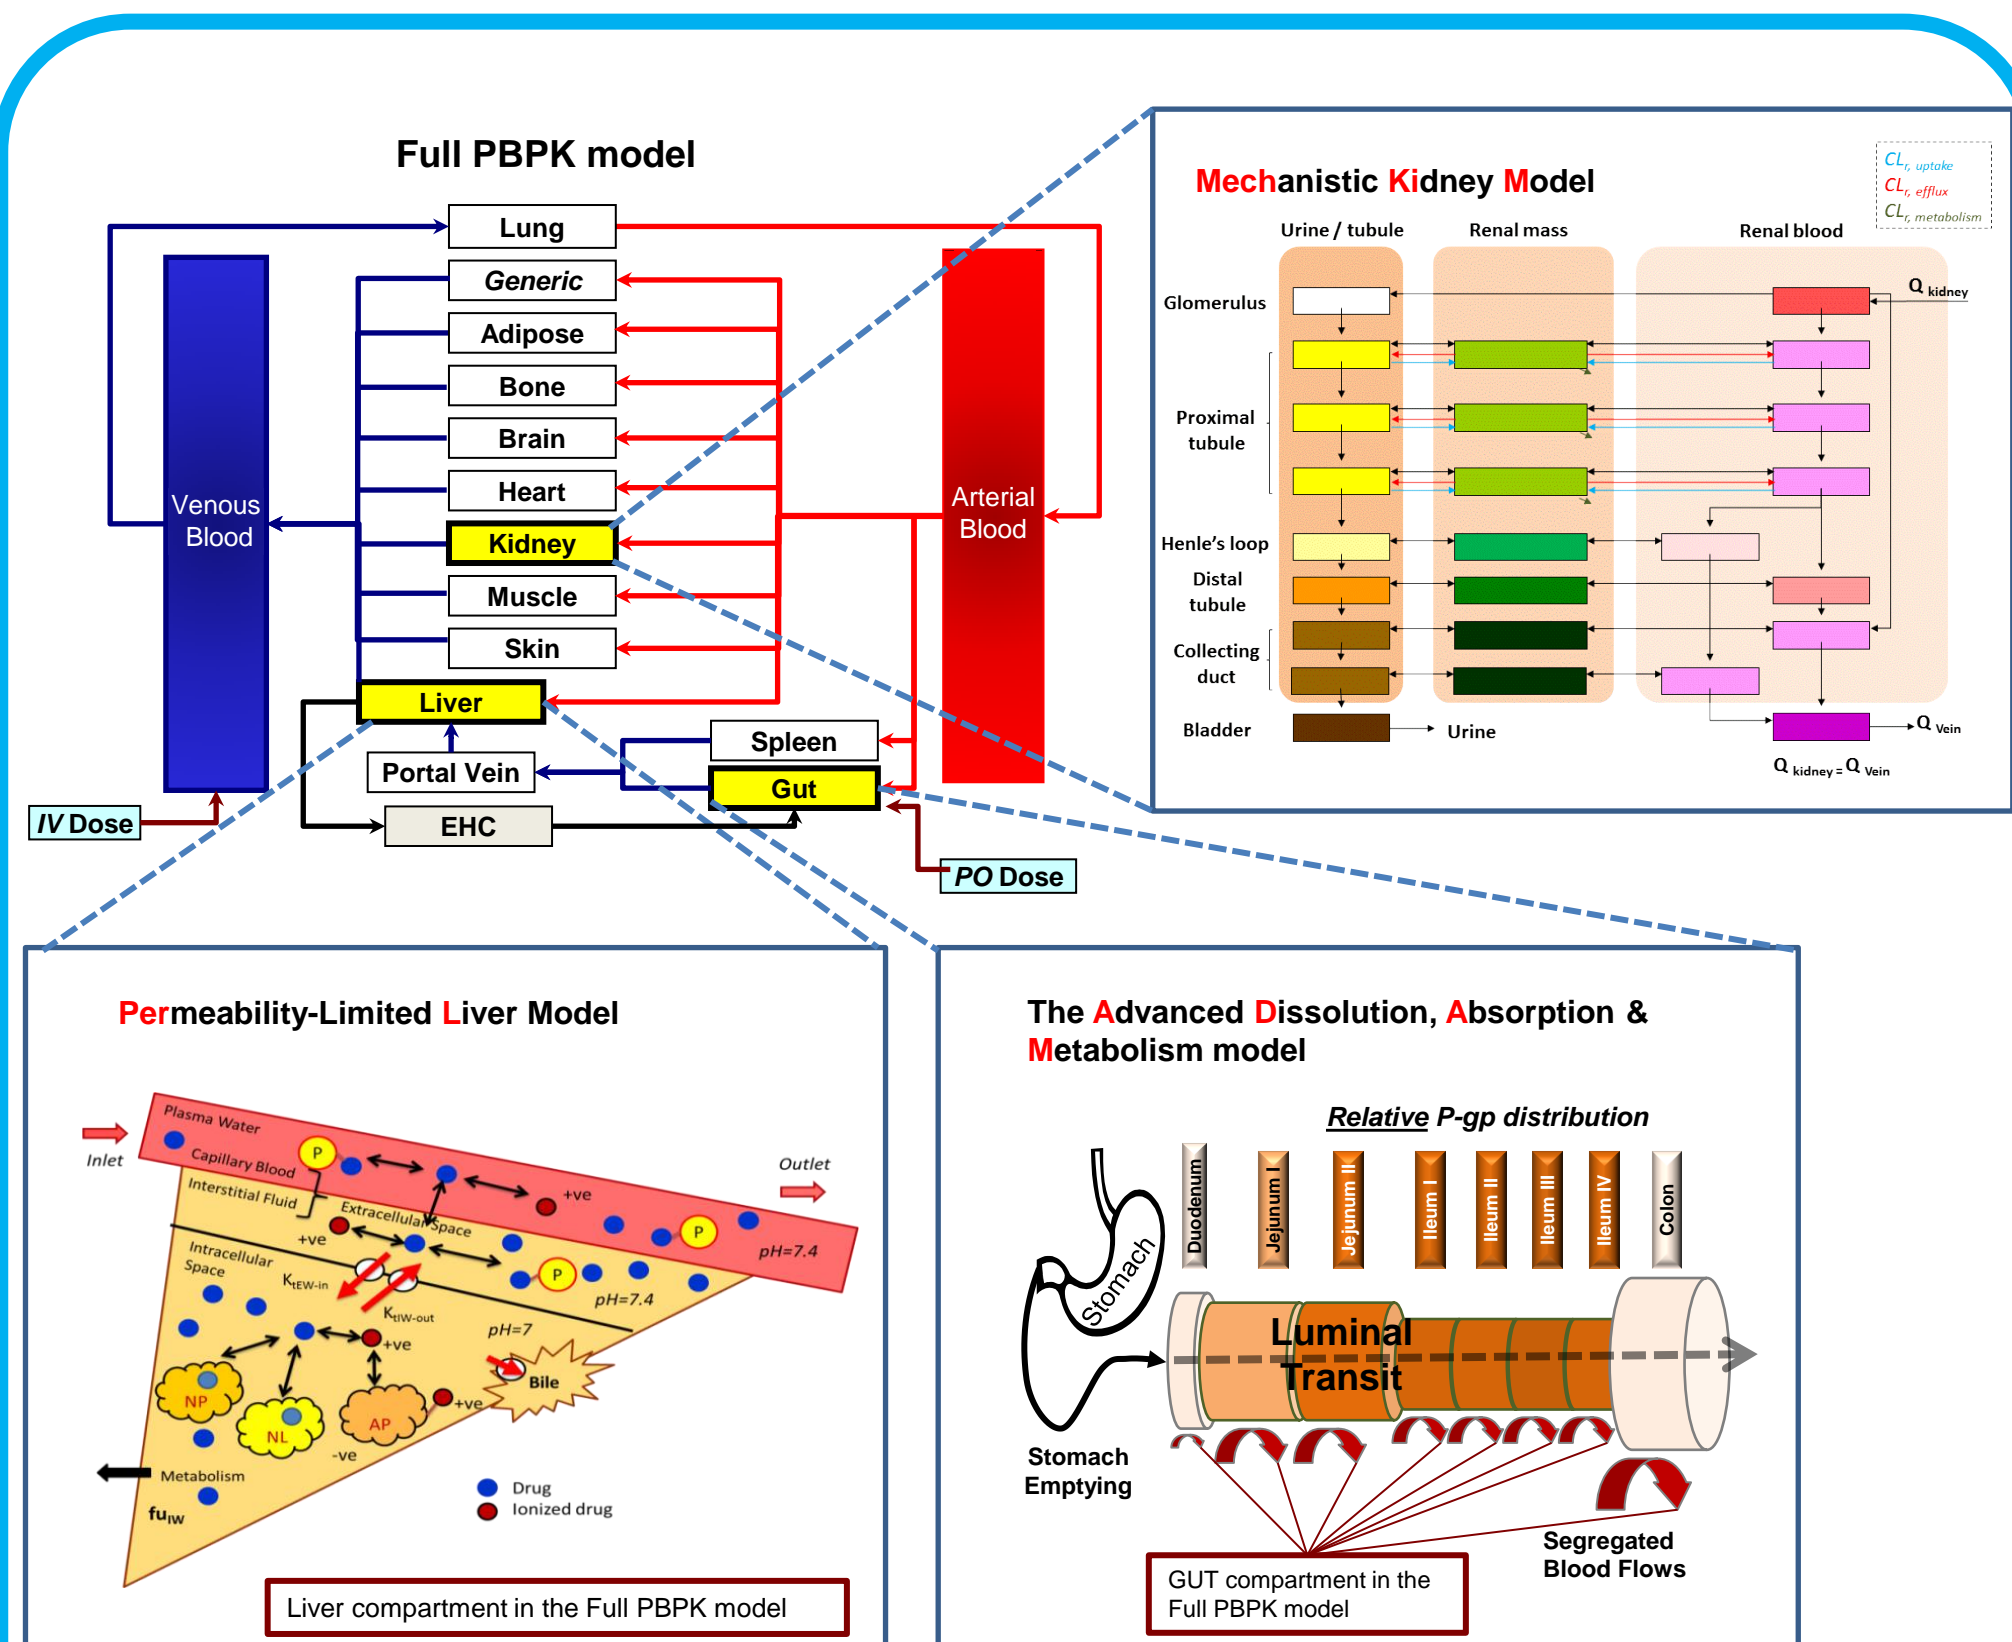 Full PBPK model
Lung
Generic
Adipose
Bone
Brain
Heart
Kidney
Muscle
Skin
Liver
Portal Vein
Spleen
Gut
EHC
Venous
Blood
Arterial
Blood
IV Dose
PO Dose
Mechanistic Kidney Model
CLr, uptake
CLr, efflux
CLr, metabolism
Urine / tubule
Renal mass
Renal blood
Glomerulus
Q kidney
Proximal
tubule
Henle's loop
Distal
tubule
Collecting
duct
Bladder
Urine
Q Vein
Q kidney = Q Vein
Permeability-Limited Liver Model
Plasma Water
Inlet
Capillary Blood
Interstitial Fluid
P
+ve
Outlet
Extracellular Space
P
pH=7.4
+ve
Intracellular
Space
KtEW-in
P
pH=7.4
KtIW-out
pH=7
+ve
Bile
NP
NL
AP
+ve
-ve
Metabolism
fuIW
Drug
Ionized drug
Liver compartment in the Full PBPK model
The Advanced Dissolution, Absorption &
Metabolism model
Relative P-gp distribution
Stomach
Duodenum
Jejunum I
Jejunum II
Ileum I
Ileum II
Ileum III
Ileum IV
Colon
Luminal
Transit
Stomach
Emptying
Segregated
Blood Flows
GUT compartment in the
Full PBPK model